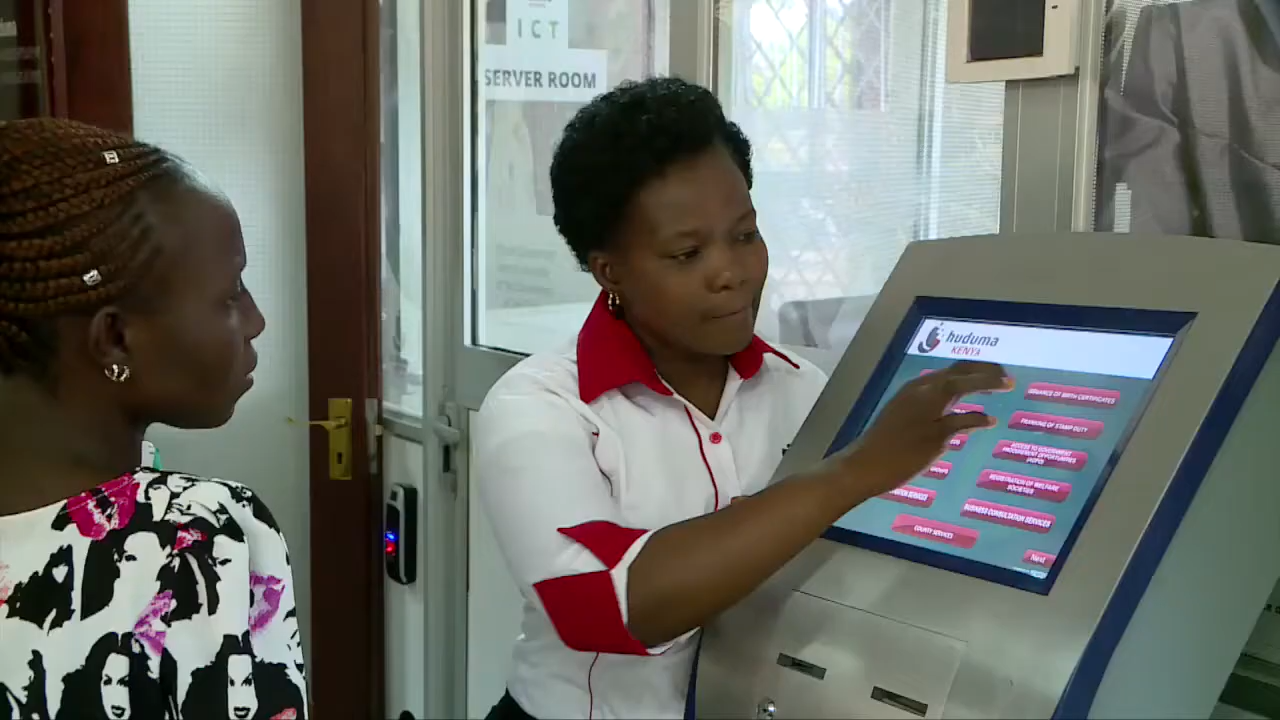 ICT
SERVER ROOM
huduma
KENYA
ISSUANCE OF BIRTH CERTIFICATES
FRANKING OF STAMP DUTY
ACCESS TO GOVERNMENT
PROCUREMENT OPPORTUNITIES
(AGPO)
REGISTRATION OF WELFARE
SOCIETIES
BUSINESS CONSULTATION SERVICES
COUNTY SERVICES
Next